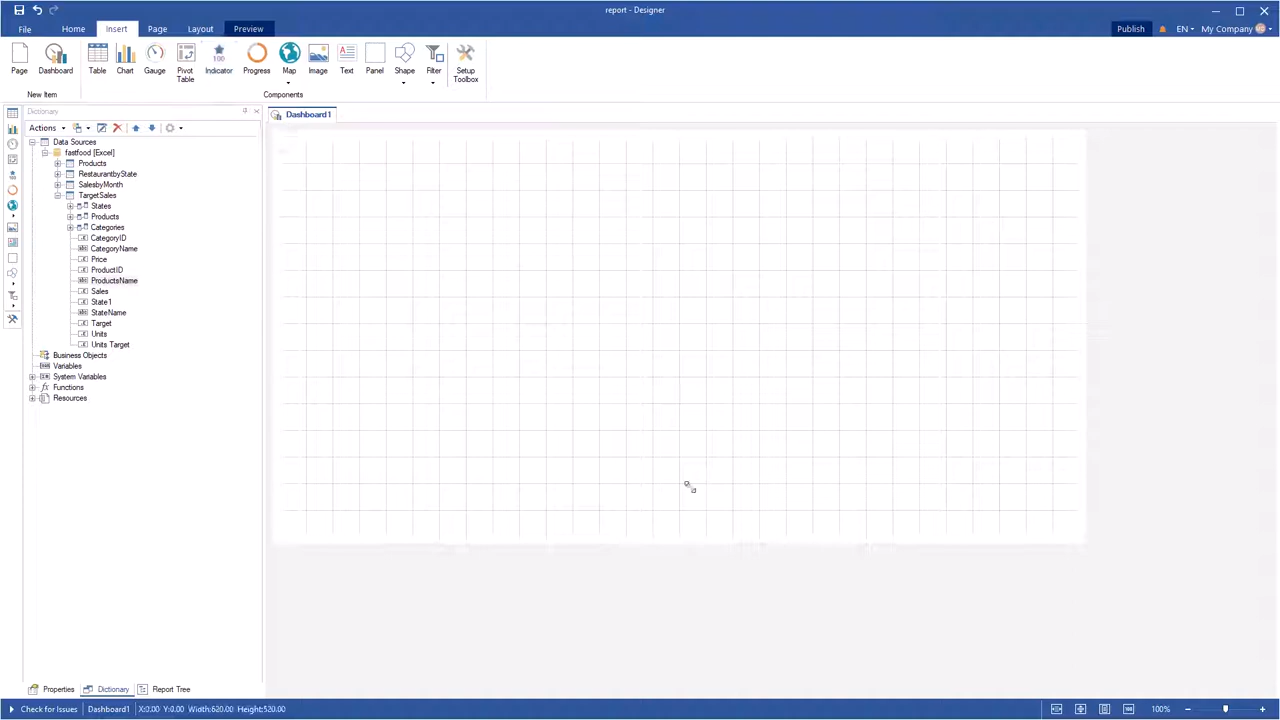 report - Designer
File Home Insert Page Layout Preview Publish EN My Company
Page Dashboard Table Chart Gauge Pivot Table Indicator Progress Map Image Text Panel Shape Filter Setup Toolbox
New Item Components
Dictionary
Dashboard1
Actions
Data Sources
fastfood [Excel]
Products
RestaurantbyState
SalesbyMonth
TargetSales
States
Products
Categories
CategoryID
CategoryName
Price
ProductID
ProductsName
Sales
State1
StateName
Target
Units
Units Target
Business Objects
Variables
System Variables
Functions
Resources
Properties Dictionary Report Tree
Check for Issues Dashboard1 X:0.00 Y:0.00 Width:620.00 Height:520.00 100%